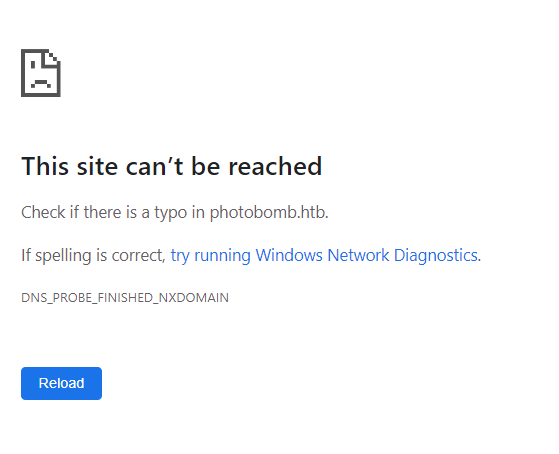 This site can’t be reached
Check if there is a typo in photobomb.htb.
If spelling is correct, try running Windows Network Diagnostics.
DNS_PROBE_FINISHED_NXDOMAIN
Reload